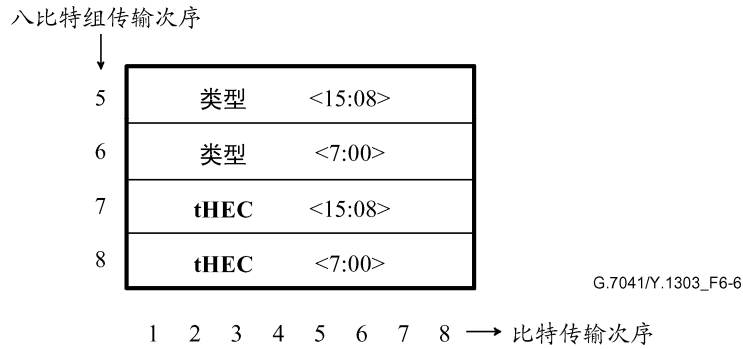 八比特组传输次序
5 类型 <15:08>
6 类型 <7:00>
7 tHEC <15:08>
8 tHEC <7:00>
G.7041/Y.1303_F6-6
1 2 3 4 5 6 7 8 比特传输次序